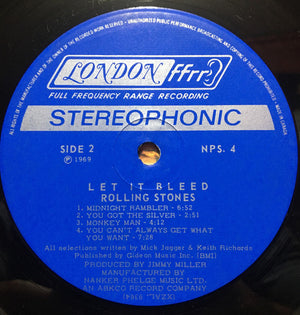 LONDON ffrr
FULL FREQUENCY RANGE RECORDING
STEREOPHONIC
SIDE 2
NPS. 4
℗ 1969
LET IT BLEED
ROLLING STONES
1. MIDNIGHT RAMBLER - 6:52
2. YOU GOT THE SILVER - 2:51
3. MONKEY MAN - 4:12
4. YOU CAN'T ALWAYS GET WHAT
YOU WANT - 7:28
All selections written by Mick Jagger & Keith Richards
Published by Gideon Music Inc. (BMI)
PRODUCED BY JIMMY MILLER
MANUFACTURED BY
NANKER PHELGE MUSIC LTD.
AN ABKCO RECORD COMPANY